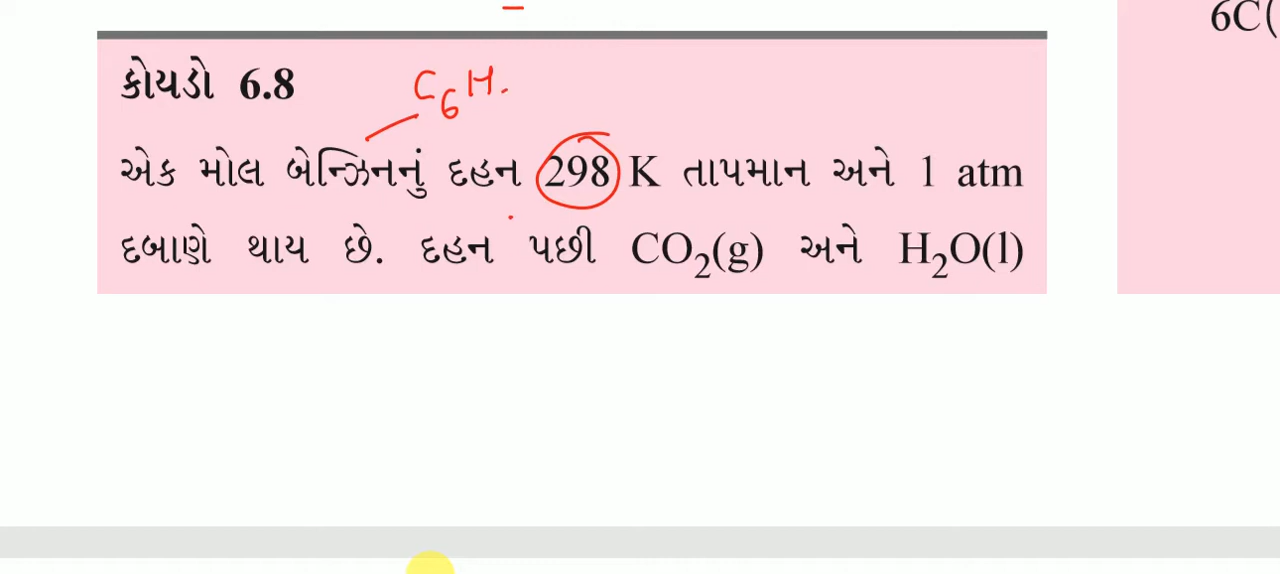 6C(
કોયડો 6.8
C6H.
એક મોલ બેન્ઝિનનું દહન 298 K તાપમાન અને 1 atm
દબાણે થાય છે. દહન પછી CO₂(g) અને H₂O(l)